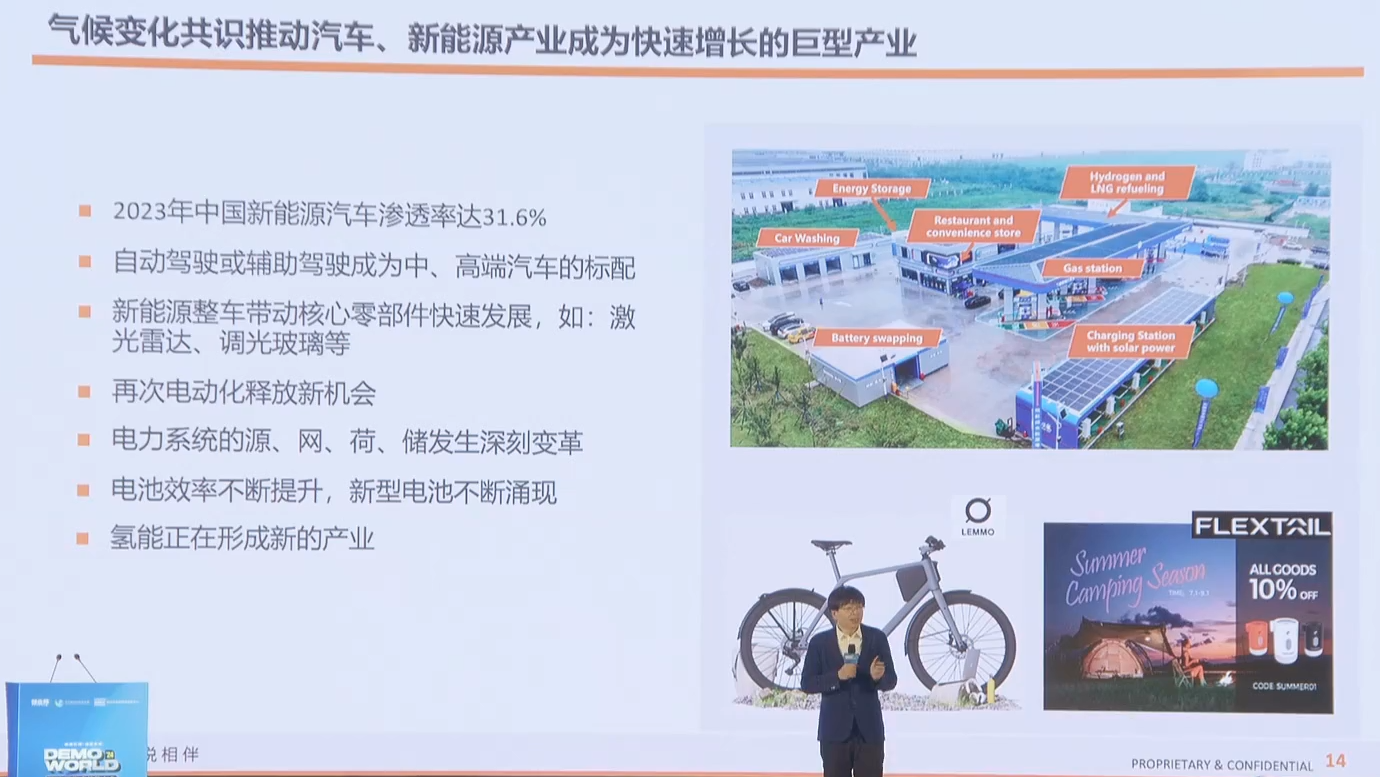 气候变化共识推动汽车、新能源产业成为快速增长的巨型产业
2023年中国新能源汽车渗透率达31.6%
自动驾驶或辅助驾驶成为中、高端汽车的标配
新能源整车带动核心零部件快速发展，如：激
光雷达、调光玻璃等
再次电动化释放新机会
电力系统的源、网、荷、储发生深刻变革
电池效率不断提升，新型电池不断涌现
氢能正在形成新的产业
Energy Storage
Hydrogen and
LNG refueling
Restaurant and
convenience store
Car Washing
Gas station
Battery swapping
Charging Station
with solar power
LEMMO
FLEXTAIL
Summer
Camping Season
TIME: 7.1-9.1
ALL GOODS
10% OFF
CODE: SUMMER01
DEMO
WORLD
悦相伴
PROPRIETARY & CONFIDENTIAL 14